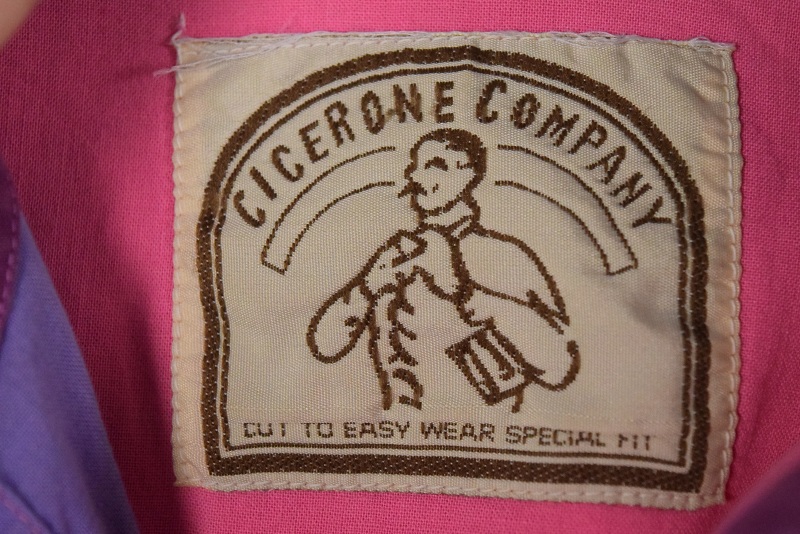 CICERONE COMPANY
CUT TO EASY WEAR SPECIAL FIT